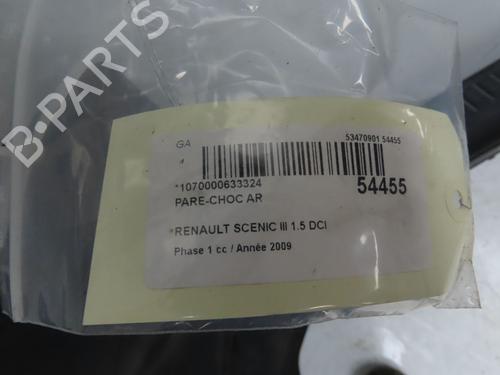 B-PARTS
GA
53470901 54455
4
*1070000633324
54455
PARE-CHOC AR
*RENAULT SCENIC III 1.5 DCI
Phase 1 cc / Année 2009